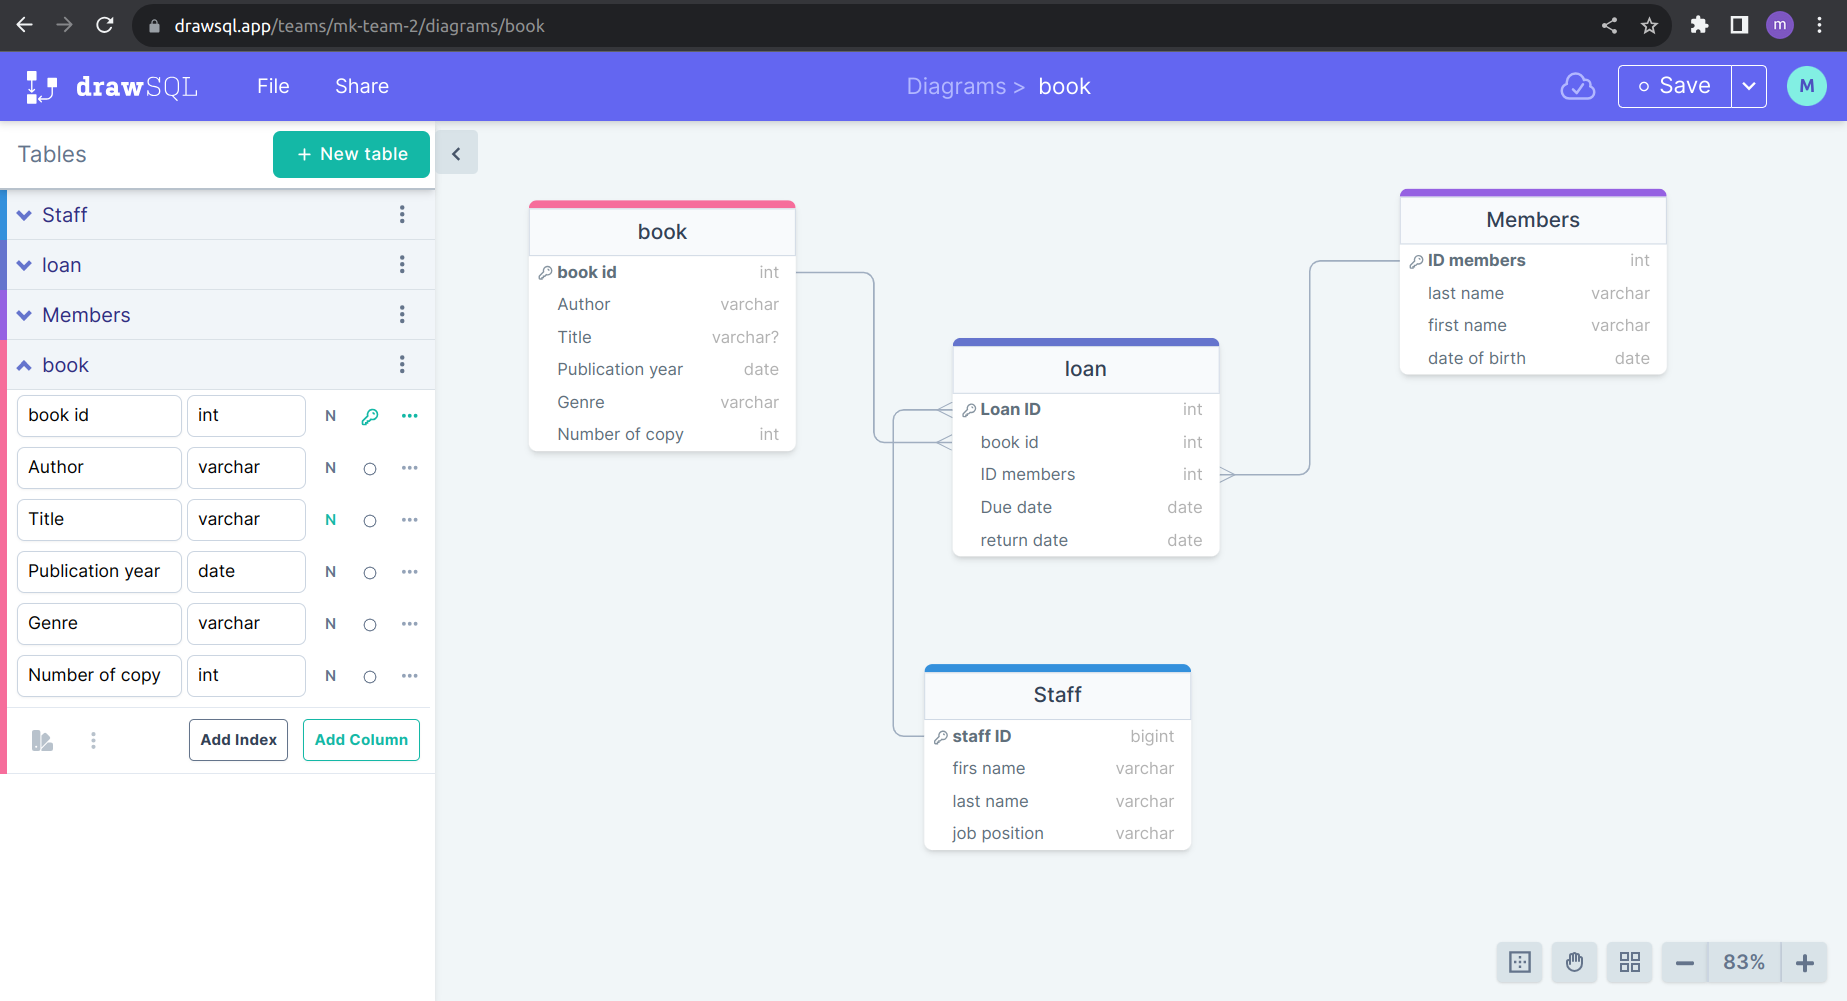 drawsql.app/teams/mk-team-2/diagrams/book
m
drawSQL
File
Share
Diagrams > book
Save
M
Tables
+ New table
Staff
loan
Members
book
book id int N
Author varchar N
Title varchar N
Publication year date N
Genre varchar N
Number of copy int N
Add Index
Add Column
book
book id int
Author varchar
Title varchar?
Publication year date
Genre varchar
Number of copy int
loan
Loan ID int
book id int
ID members int
Due date date
return date date
Members
ID members int
last name varchar
first name varchar
date of birth date
Staff
staff ID bigint
firs name varchar
last name varchar
job position varchar
83%